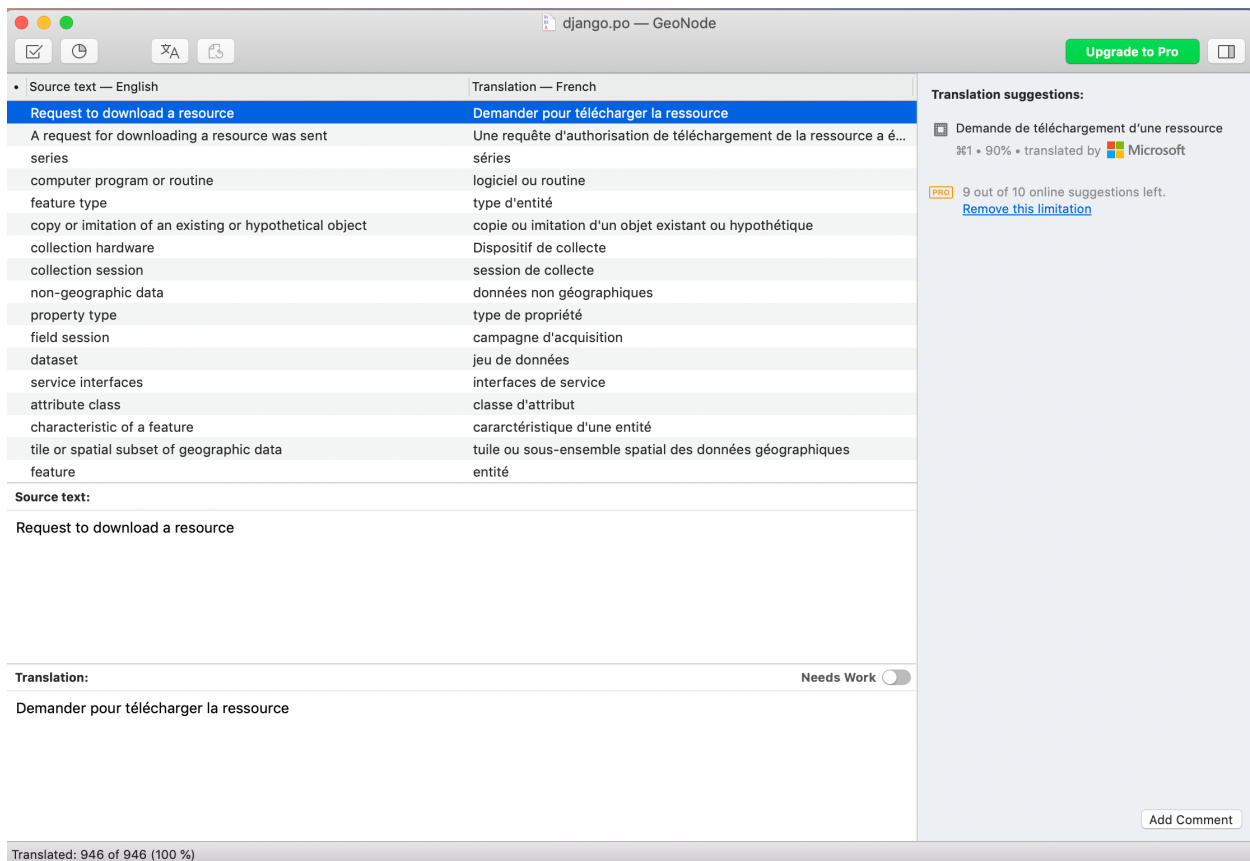 django.po — GeoNode
Upgrade to Pro
• Source text — English Translation — French
Request to download a resource Demander pour télécharger la ressource
A request for downloading a resource was sent Une requête d'authorisation de téléchargement de la ressource a é...
series séries
computer program or routine logiciel ou routine
feature type type d'entité
copy or imitation of an existing or hypothetical object copie ou imitation d'un objet existant ou hypothétique
collection hardware Dispositif de collecte
collection session session de collecte
non-geographic data données non géographiques
property type type de propriété
field session campagne d'acquisition
dataset jeu de données
service interfaces interfaces de service
attribute class classe d'attribut
characteristic of a feature cararctéristique d'une entité
tile or spatial subset of geographic data tuile ou sous-ensemble spatial des données géographiques
feature entité
Source text:
Request to download a resource
Translation: Needs Work
Demander pour télécharger la ressource
Translated: 946 of 946 (100 %)
Translation suggestions:
Demande de téléchargement d’une ressource
⌘1 • 90% • translated by Microsoft
PRO 9 out of 10 online suggestions left.
Remove this limitation
Add Comment